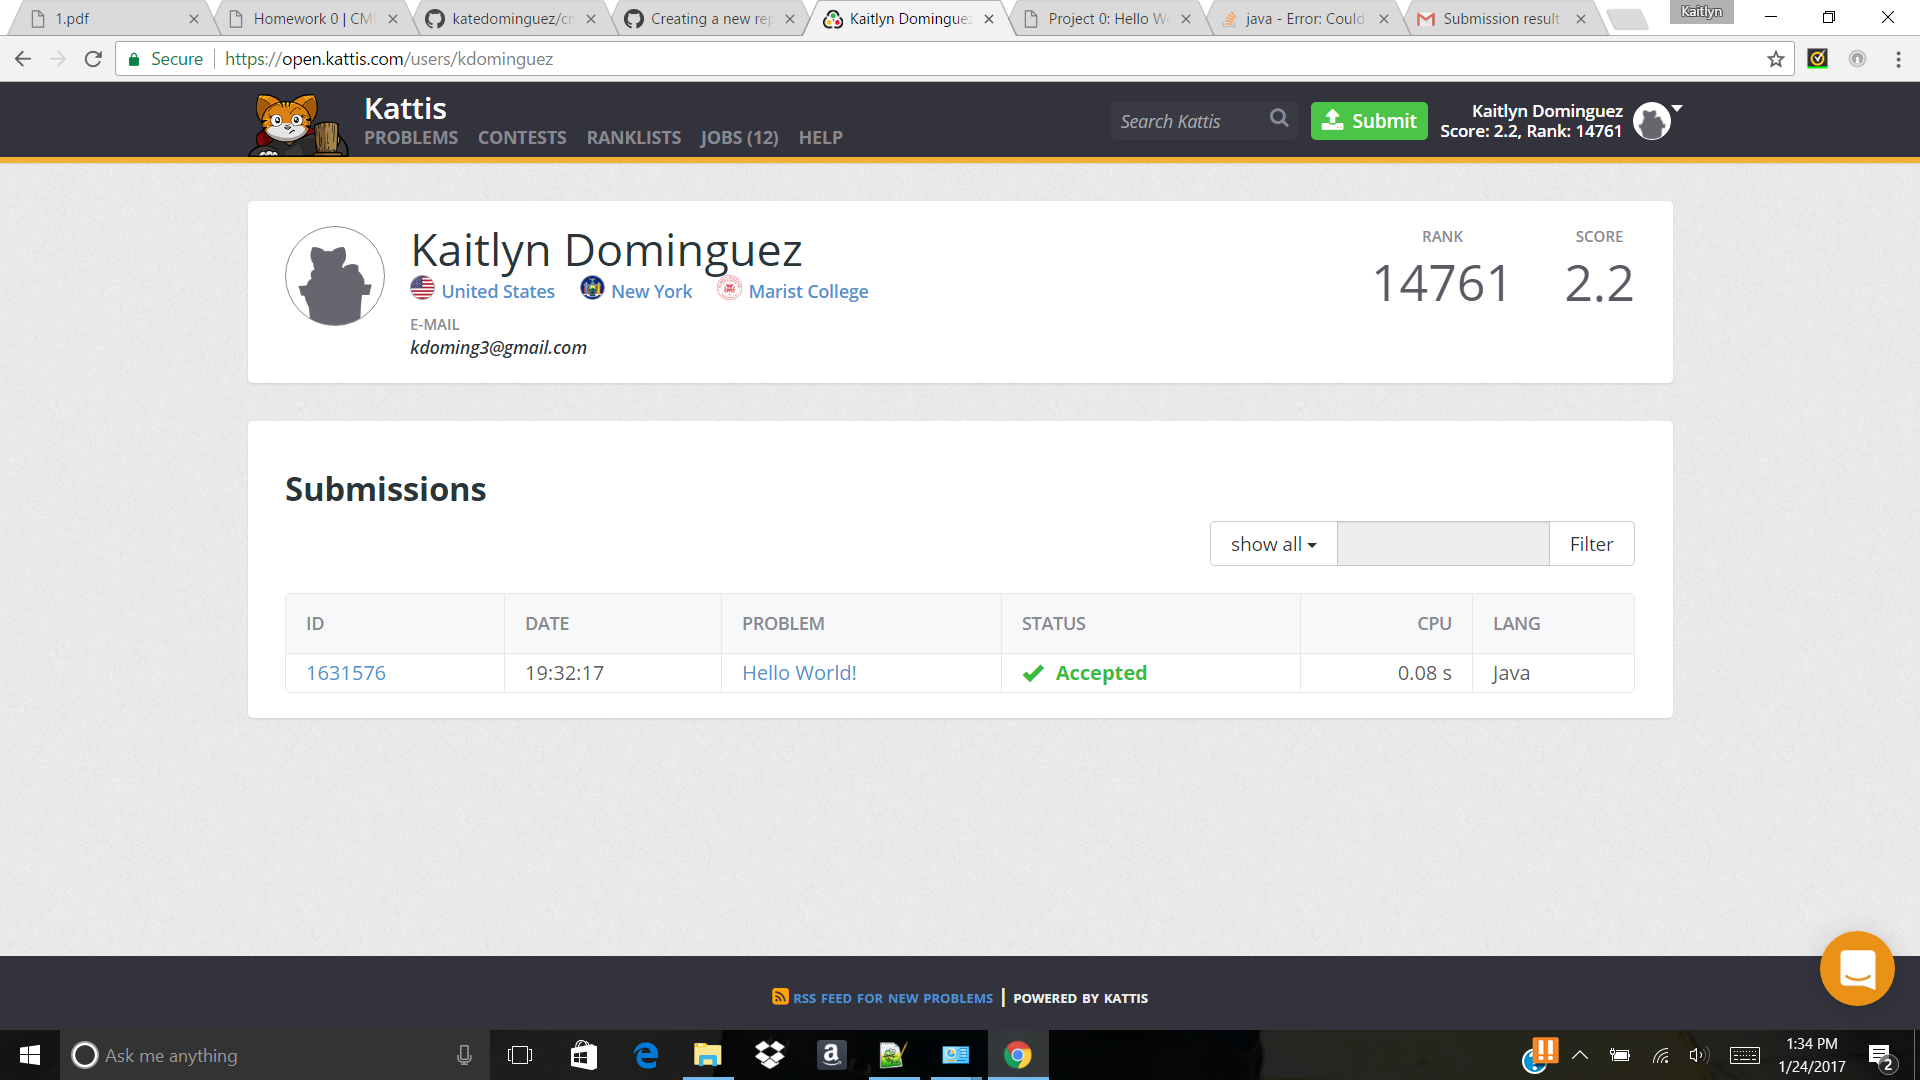 1.pdf
Homework 0 | CM
katedominguez/cm
Creating a new rep
Kaitlyn Dominguez
Project 0: Hello W
java - Error: Could
Submission result
Kaitlyn
Secure
https://open.kattis.com/users/kdominguez
Kattis
PROBLEMS CONTESTS RANKLISTS JOBS (12) HELP
Search Kattis
Submit
Kaitlyn Dominguez
Score: 2.2, Rank: 14761
Kaitlyn Dominguez
United States New York Marist College
E-MAIL
kdoming3@gmail.com
RANK
14761
SCORE
2.2
Submissions
show all
Filter
ID DATE PROBLEM STATUS CPU LANG
1631576 19:32:17 Hello World! Accepted 0.08 s Java
RSS FEED FOR NEW PROBLEMS | POWERED BY KATTIS
Ask me anything
1:34 PM
1/24/2017
2